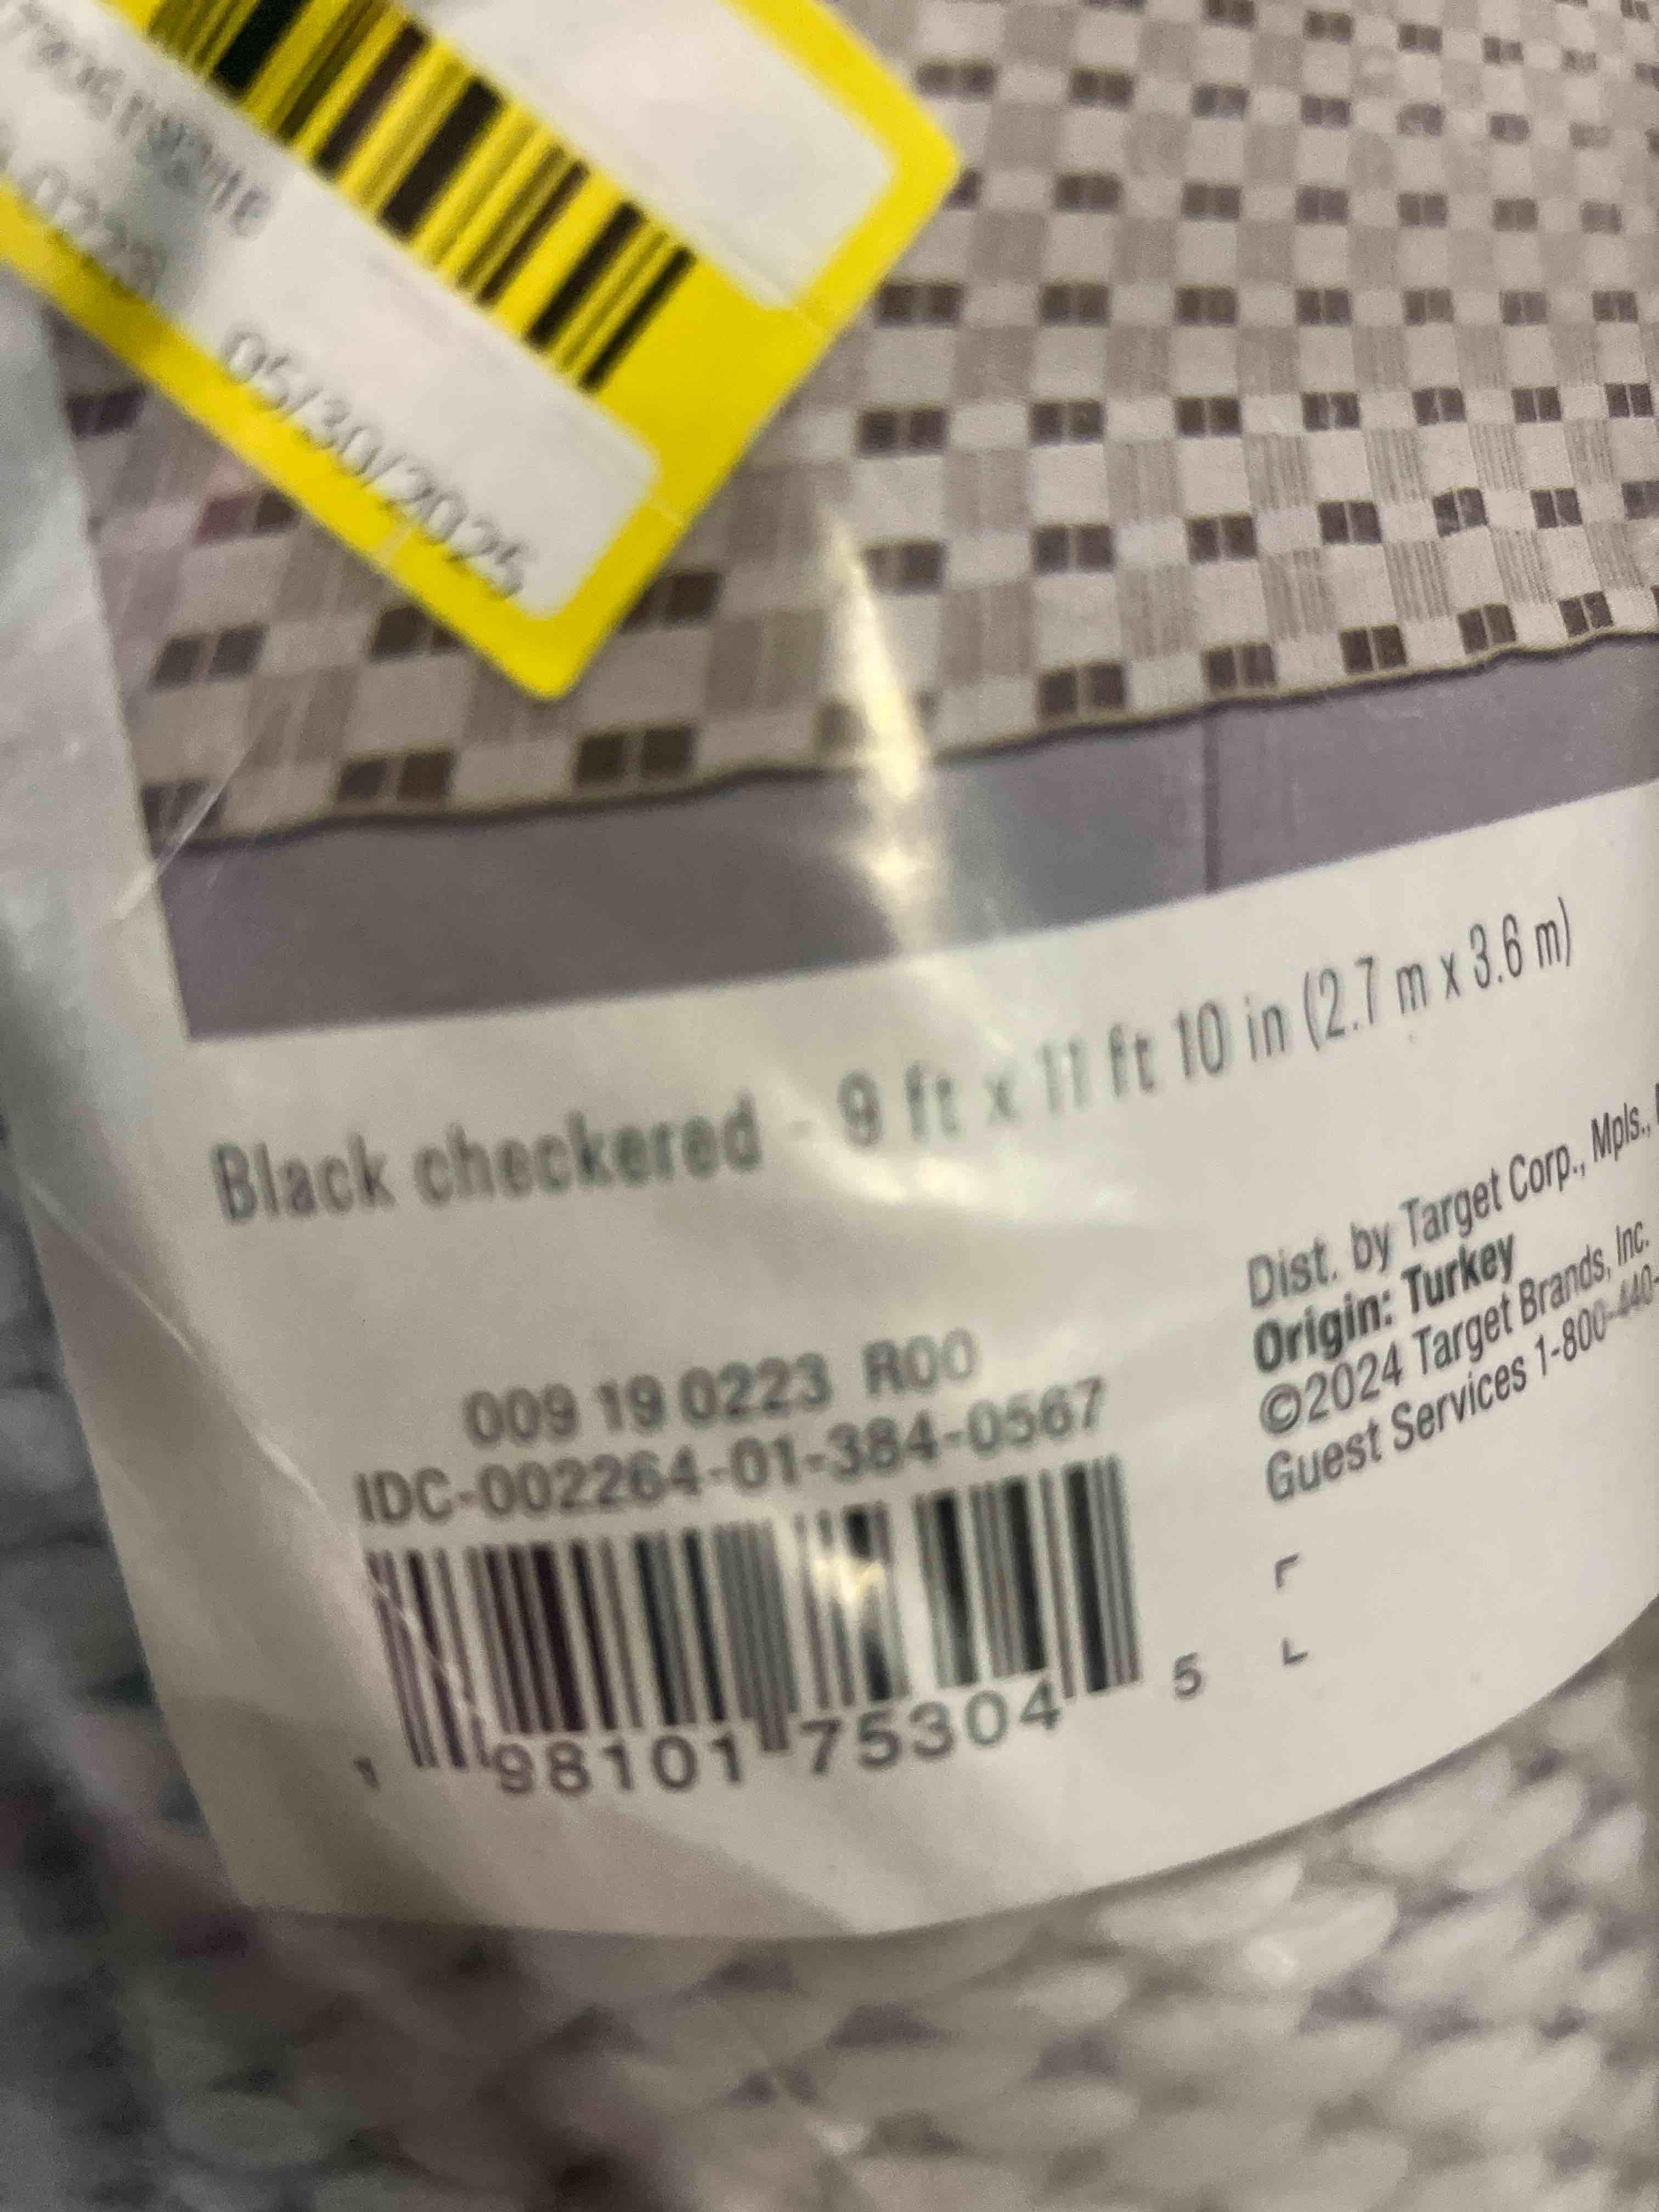 05/30/2025
Black checkered - 9 ft x 11 ft 10 in (2.7 m x 3.6 m)
009 19 0223 R00
IDC-002264-01-384-0567
1 98101 75304 5
Dist. by Target Corp., Mpls.,
Origin: Turkey
©2024 Target Brands, Inc.
Guest Services 1-800-440-